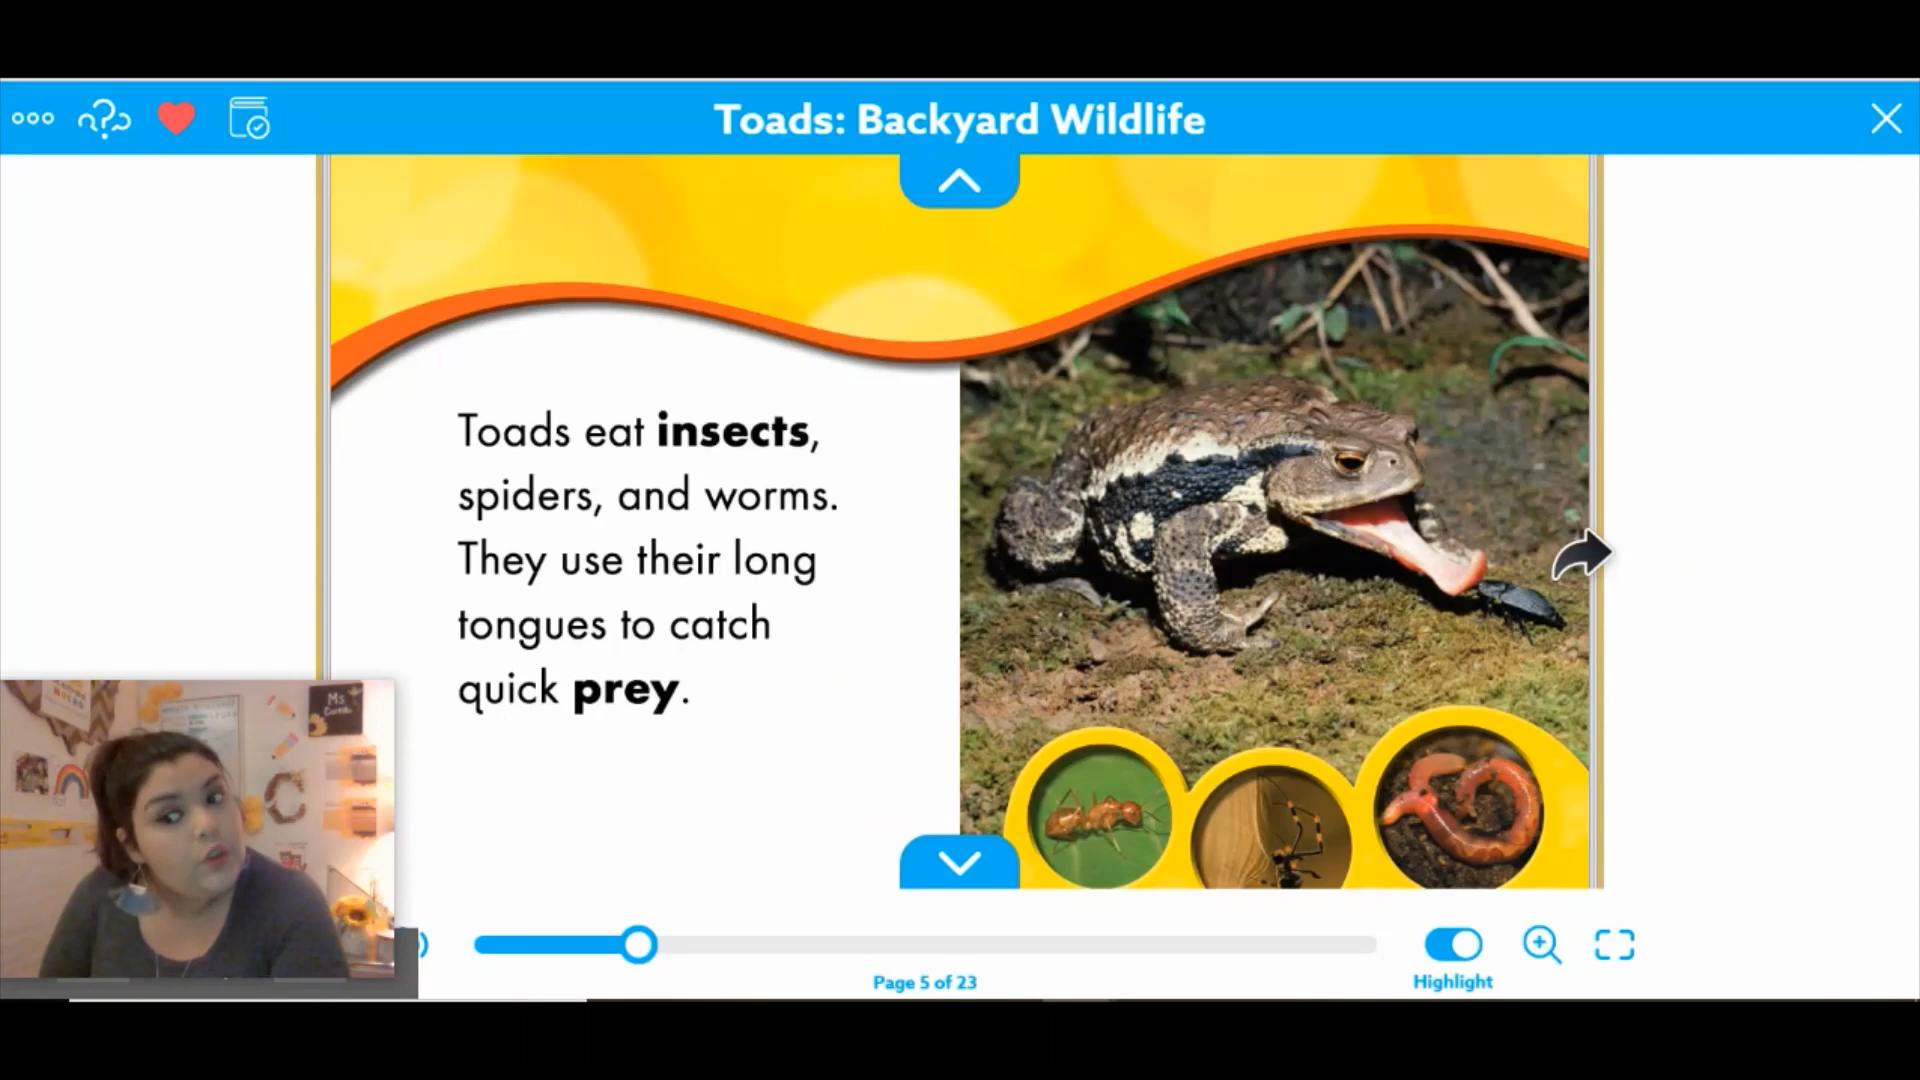 Toads: Backyard Wildlife
Toads eat insects,
spiders, and worms.
They use their long
tongues to catch
quick prey.
Ms.
C
Page 5 of 23
Highlight